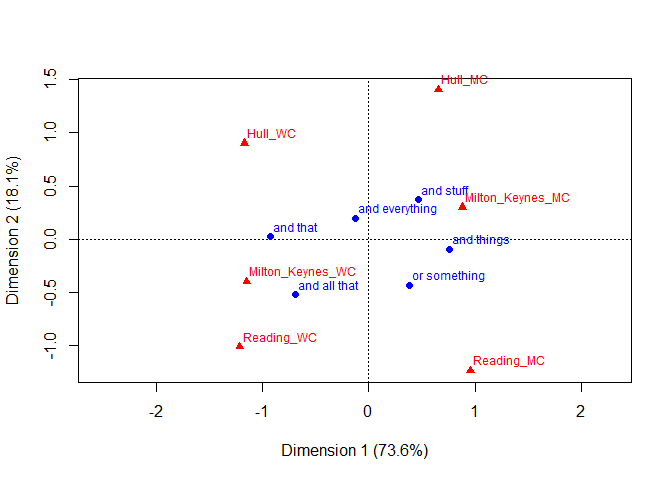 Hull_MC
Hull_WC
and stuff
Milton_Keynes_MC
and everything
and that
and things
Milton_Keynes_WC
or something
and all that
Reading_WC
Reading_MC
1.5
1.0
0.5
0.0
-0.5
-1.0
Dimension 2 (18.1%)
-2
-1
0
1
2
Dimension 1 (73.6%)